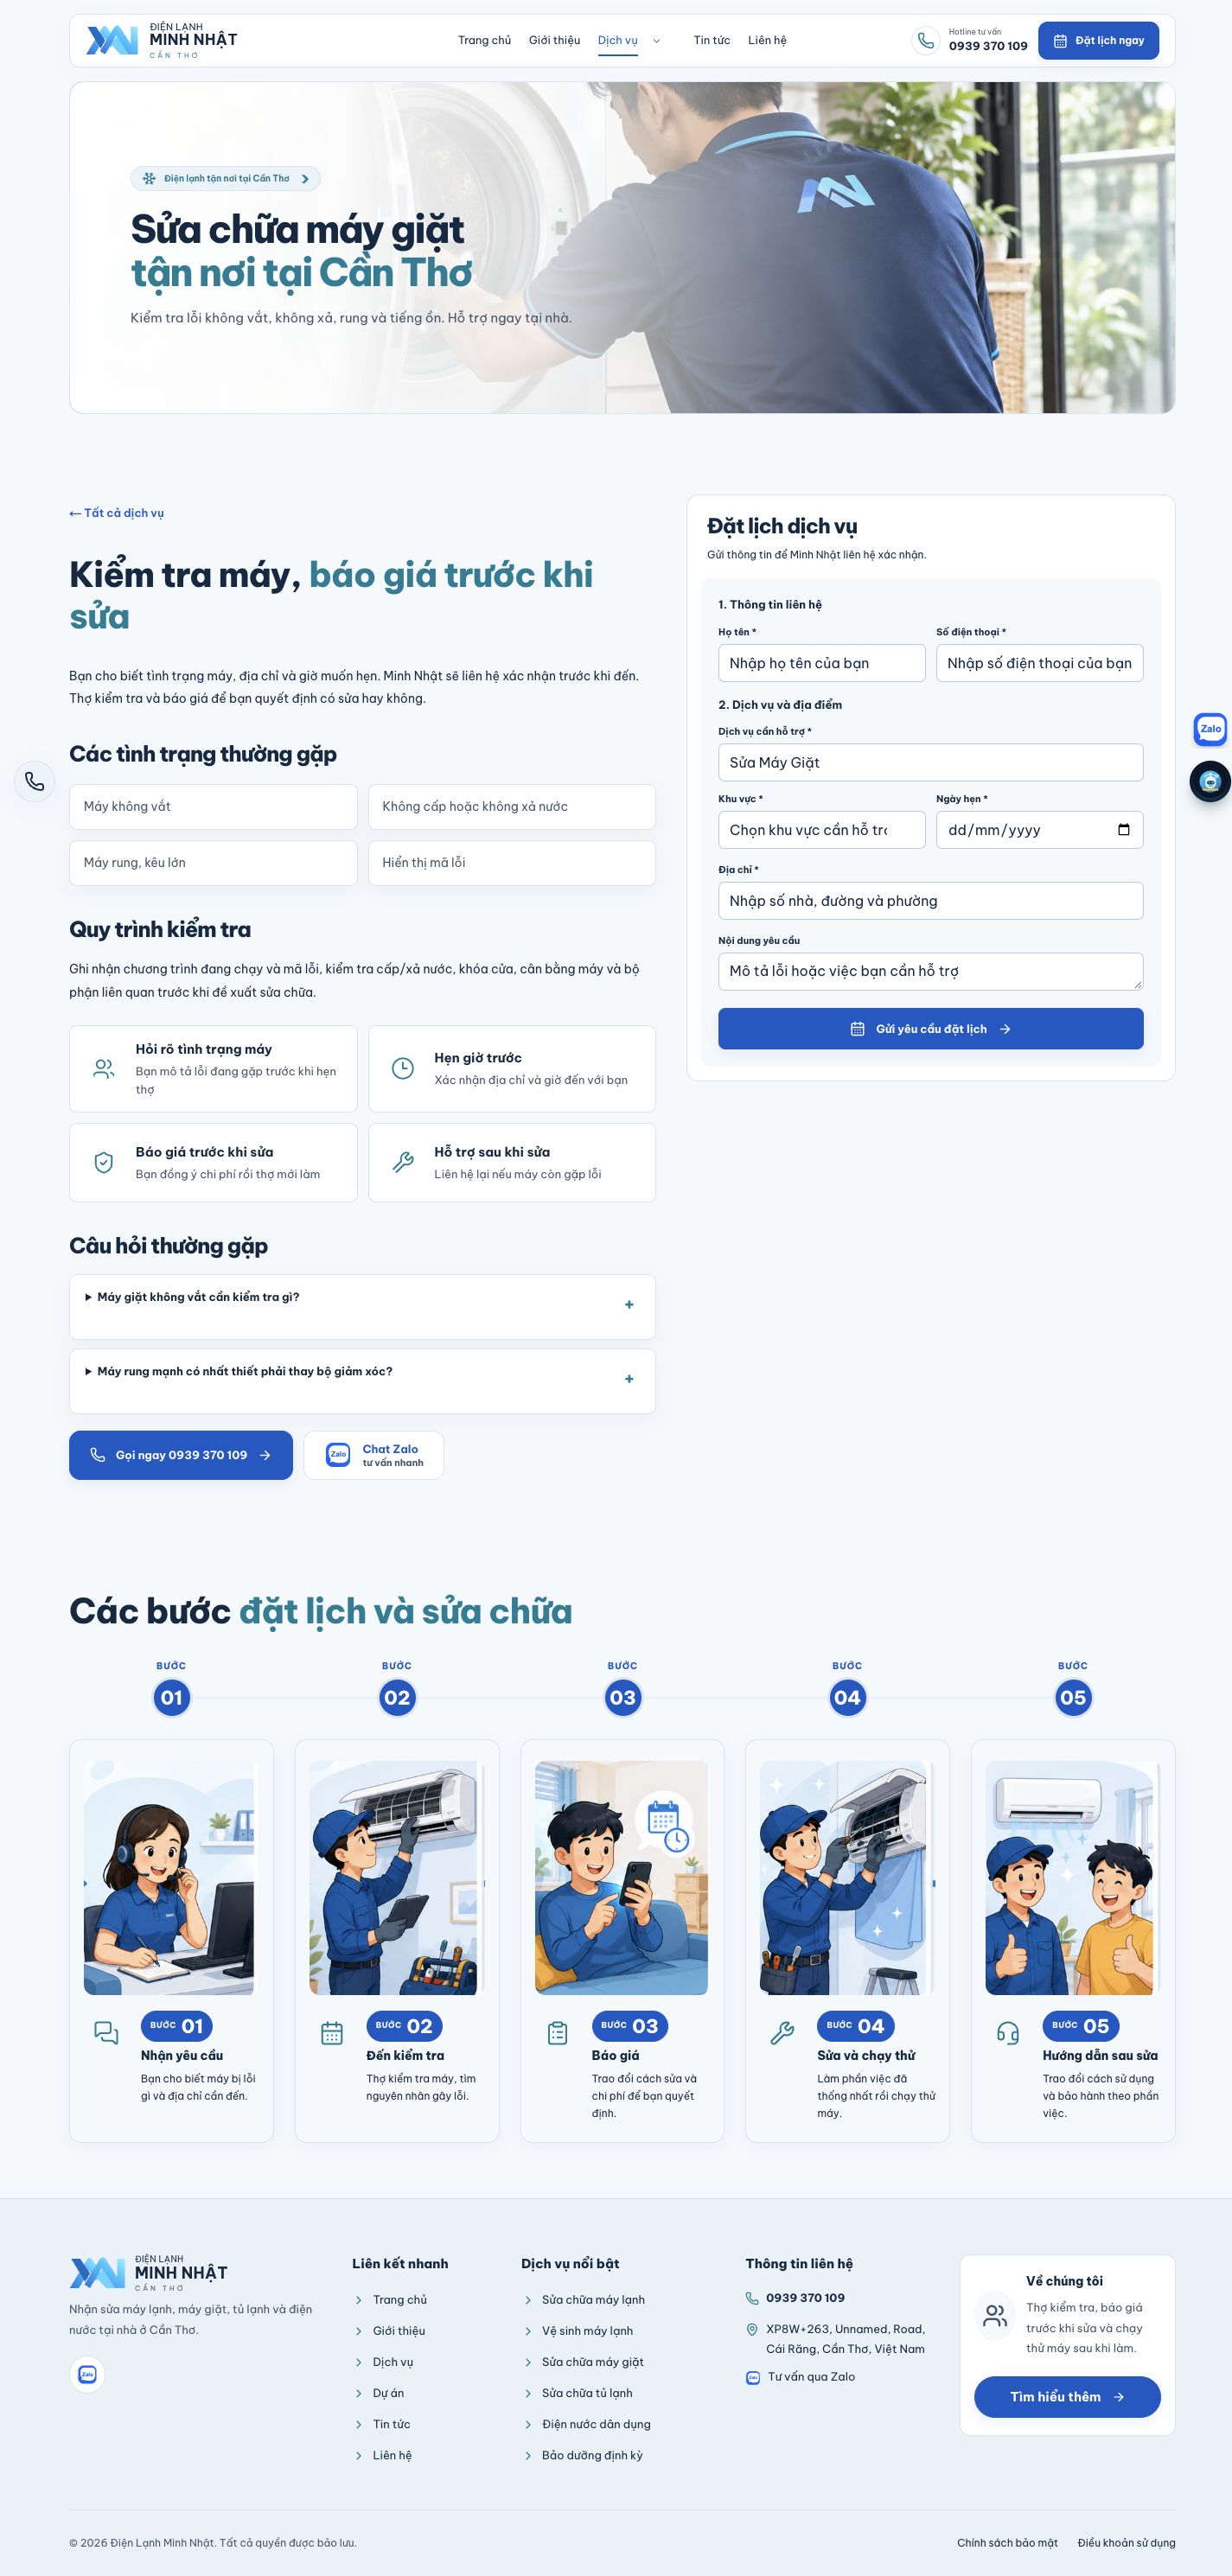 ĐIỆN LẠNH
MINH NHẬT
CẦN THƠ
Trang chủ
Giới thiệu
Dịch vụ
Tin tức
Liên hệ
Hotline tư vấn
0939 370 109
Đặt lịch ngay
Điện lạnh tận nơi tại Cần Thơ
Sửa chữa máy giặt
tận nơi tại Cần Thơ
Kiểm tra lỗi không vắt, không xả, rung và tiếng ồn. Hỗ trợ ngay tại nhà.
← Tất cả dịch vụ
Kiểm tra máy, báo giá trước khi
sửa
Bạn cho biết tình trạng máy, địa chỉ và giờ muốn hẹn. Minh Nhật sẽ liên hệ xác nhận trước khi đến.
Thợ kiểm tra và báo giá để bạn quyết định có sửa hay không.
Các tình trạng thường gặp
Máy không vắt
Không cấp hoặc không xả nước
Máy rung, kêu lớn
Hiển thị mã lỗi
Quy trình kiểm tra
Ghi nhận chương trình đang chạy và mã lỗi, kiểm tra cấp/xả nước, khóa cửa, cân bằng máy và bộ
phận liên quan trước khi đề xuất sửa chữa.
Hỏi rõ tình trạng máy
Bạn mô tả lỗi đang gặp trước khi hẹn
thợ
Hẹn giờ trước
Xác nhận địa chỉ và giờ đến với bạn
Báo giá trước khi sửa
Bạn đồng ý chi phí rồi thợ mới làm
Hỗ trợ sau khi sửa
Liên hệ lại nếu máy còn gặp lỗi
Câu hỏi thường gặp
Máy giặt không vắt cần kiểm tra gì?
+
Máy rung mạnh có nhất thiết phải thay bộ giảm xóc?
+
Gọi ngay 0939 370 109
Zalo
Chat Zalo
tư vấn nhanh
Đặt lịch dịch vụ
Gửi thông tin để Minh Nhật liên hệ xác nhận.
1. Thông tin liên hệ
Họ tên *
Số điện thoại *
Nhập họ tên của bạn
Nhập số điện thoại của bạn
2. Dịch vụ và địa điểm
Dịch vụ cần hỗ trợ *
Sửa Máy Giặt
Khu vực *
Ngày hẹn *
Chọn khu vực cần hỗ trợ
dd/mm/yyyy
Địa chỉ *
Nhập số nhà, đường và phường
Nội dung yêu cầu
Mô tả lỗi hoặc việc bạn cần hỗ trợ
Gửi yêu cầu đặt lịch
Zalo
Các bước đặt lịch và sửa chữa
BƯỚC
01
BƯỚC
02
BƯỚC
03
BƯỚC
04
BƯỚC
05
BƯỚC 01
Nhận yêu cầu
Bạn cho biết máy bị lỗi
gì và địa chỉ cần đến.
BƯỚC 02
Đến kiểm tra
Thợ kiểm tra máy, tìm
nguyên nhân gây lỗi.
BƯỚC 03
Báo giá
Trao đổi cách sửa và
chi phí để bạn quyết
định.
BƯỚC 04
Sửa và chạy thử
Làm phần việc đã
thống nhất rồi chạy thử
máy.
BƯỚC 05
Hướng dẫn sau sửa
Trao đổi cách sử dụng
và bảo hành theo phần
việc.
ĐIỆN LẠNH
MINH NHẬT
CẦN THƠ
Nhận sửa máy lạnh, máy giặt, tủ lạnh và điện
nước tại nhà ở Cần Thơ.
Zalo
Liên kết nhanh
Trang chủ
Giới thiệu
Dịch vụ
Dự án
Tin tức
Liên hệ
Dịch vụ nổi bật
Sửa chữa máy lạnh
Vệ sinh máy lạnh
Sửa chữa máy giặt
Sửa chữa tủ lạnh
Điện nước dân dụng
Bảo dưỡng định kỳ
Thông tin liên hệ
0939 370 109
XP8W+263, Unnamed, Road,
Cái Răng, Cần Thơ, Việt Nam
Zalo
Tư vấn qua Zalo
Về chúng tôi
Thợ kiểm tra, báo giá
trước khi sửa và chạy
thử máy sau khi làm.
Tìm hiểu thêm
© 2026 Điện Lạnh Minh Nhật. Tất cả quyền được bảo lưu.
Chính sách bảo mật
Điều khoản sử dụng